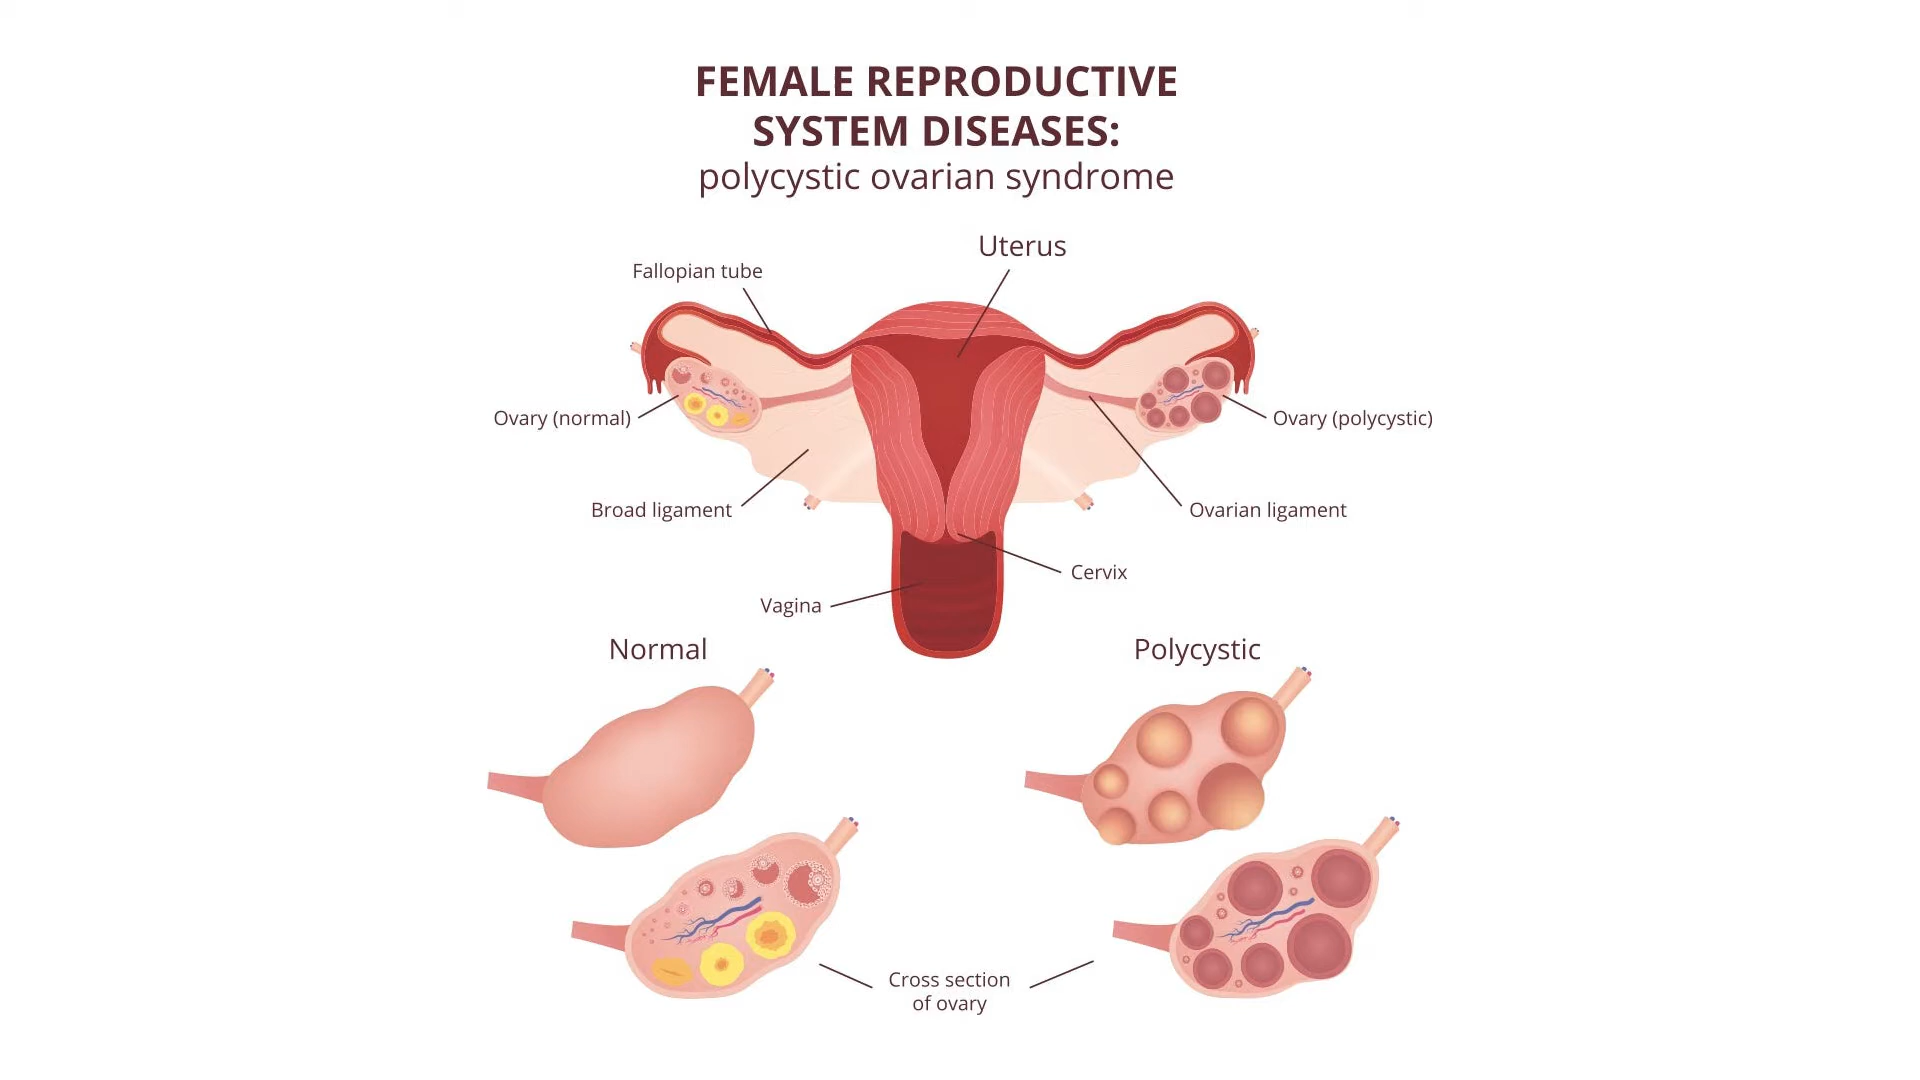 FEMALE REPRODUCTIVE
SYSTEM DISEASES:
polycystic ovarian syndrome
Uterus
Fallopian tube
Ovary (normal)
Ovary (polycystic)
Broad ligament
Ovarian ligament
Cervix
Vagina
Normal
Polycystic
Cross section
of ovary